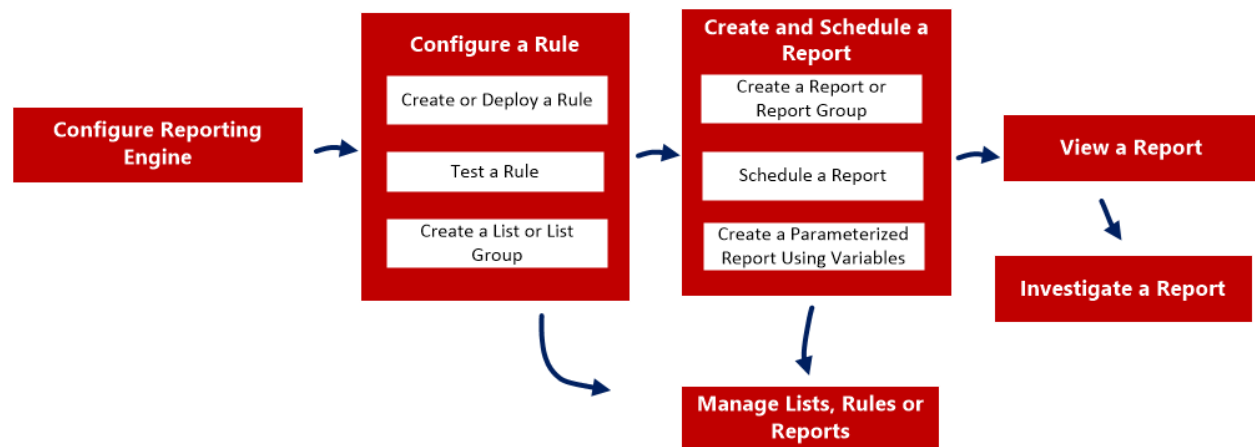 Configure Reporting
Engine
Configure a Rule
Create or Deploy a Rule
Test a Rule
Create a List or List
Group
Create and Schedule a
Report
Create a Report or
Report Group
Schedule a Report
Create a Parameterized
Report Using Variables
View a Report
Investigate a Report
Manage Lists, Rules or
Reports